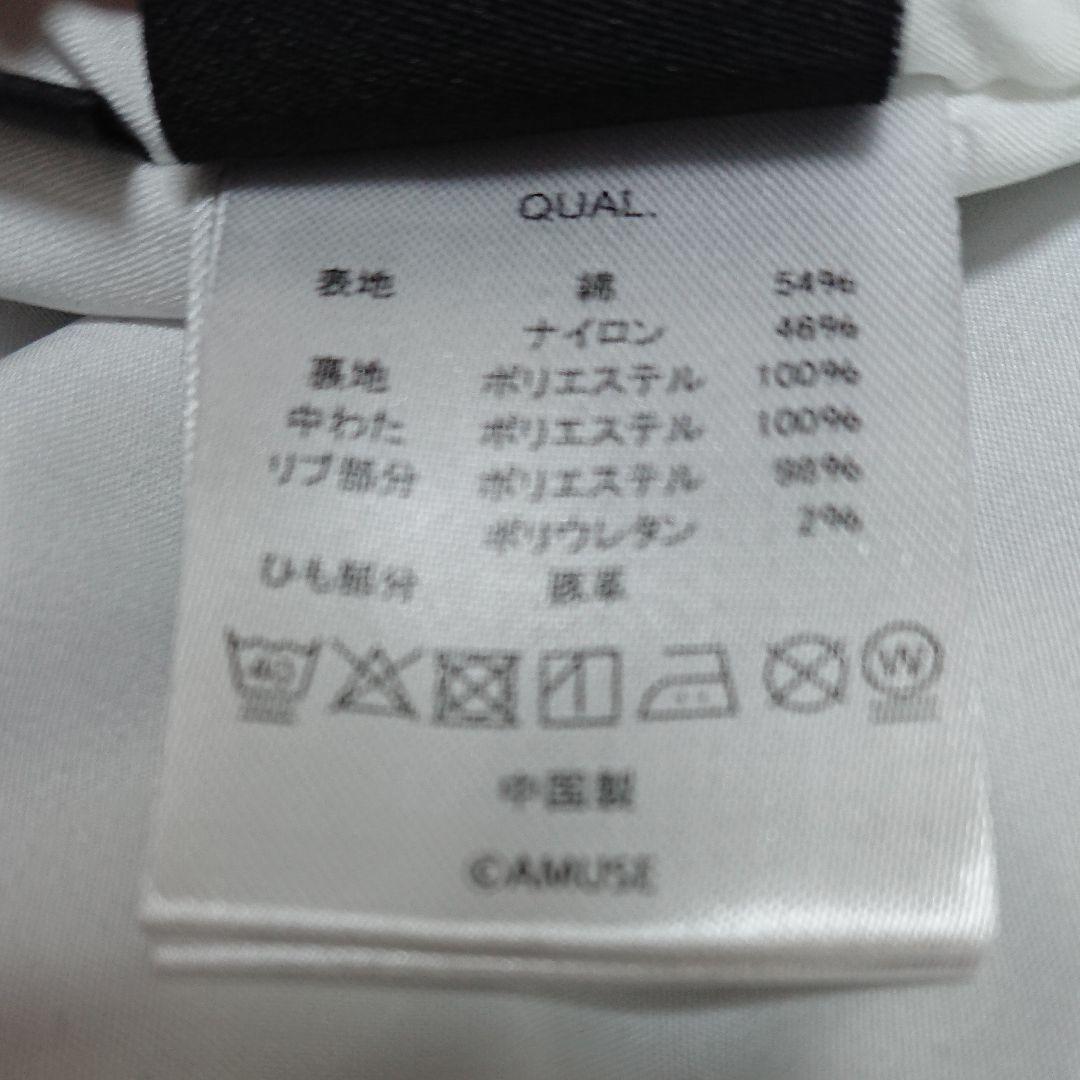 QUAL.
表地 綿 54%
ナイロン 46%
裏地 ポリエステル 100%
中わた ポリエステル 100%
リブ部分 ポリエステル 98%
ポリウレタン 2%
ひも部分 豚革
40 W
中国製
©AMUSE